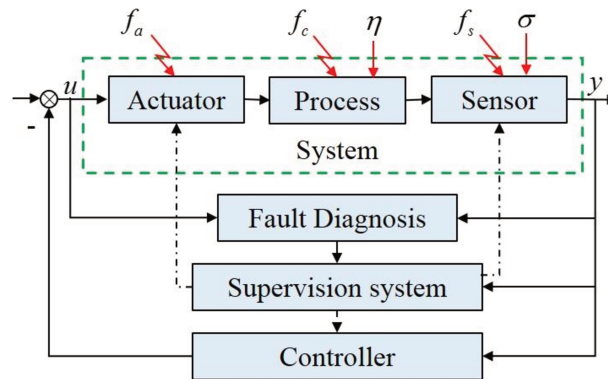 f_a f_c η f_s σ
u Actuator Process Sensor y
-
System
Fault Diagnosis
Supervision system
Controller